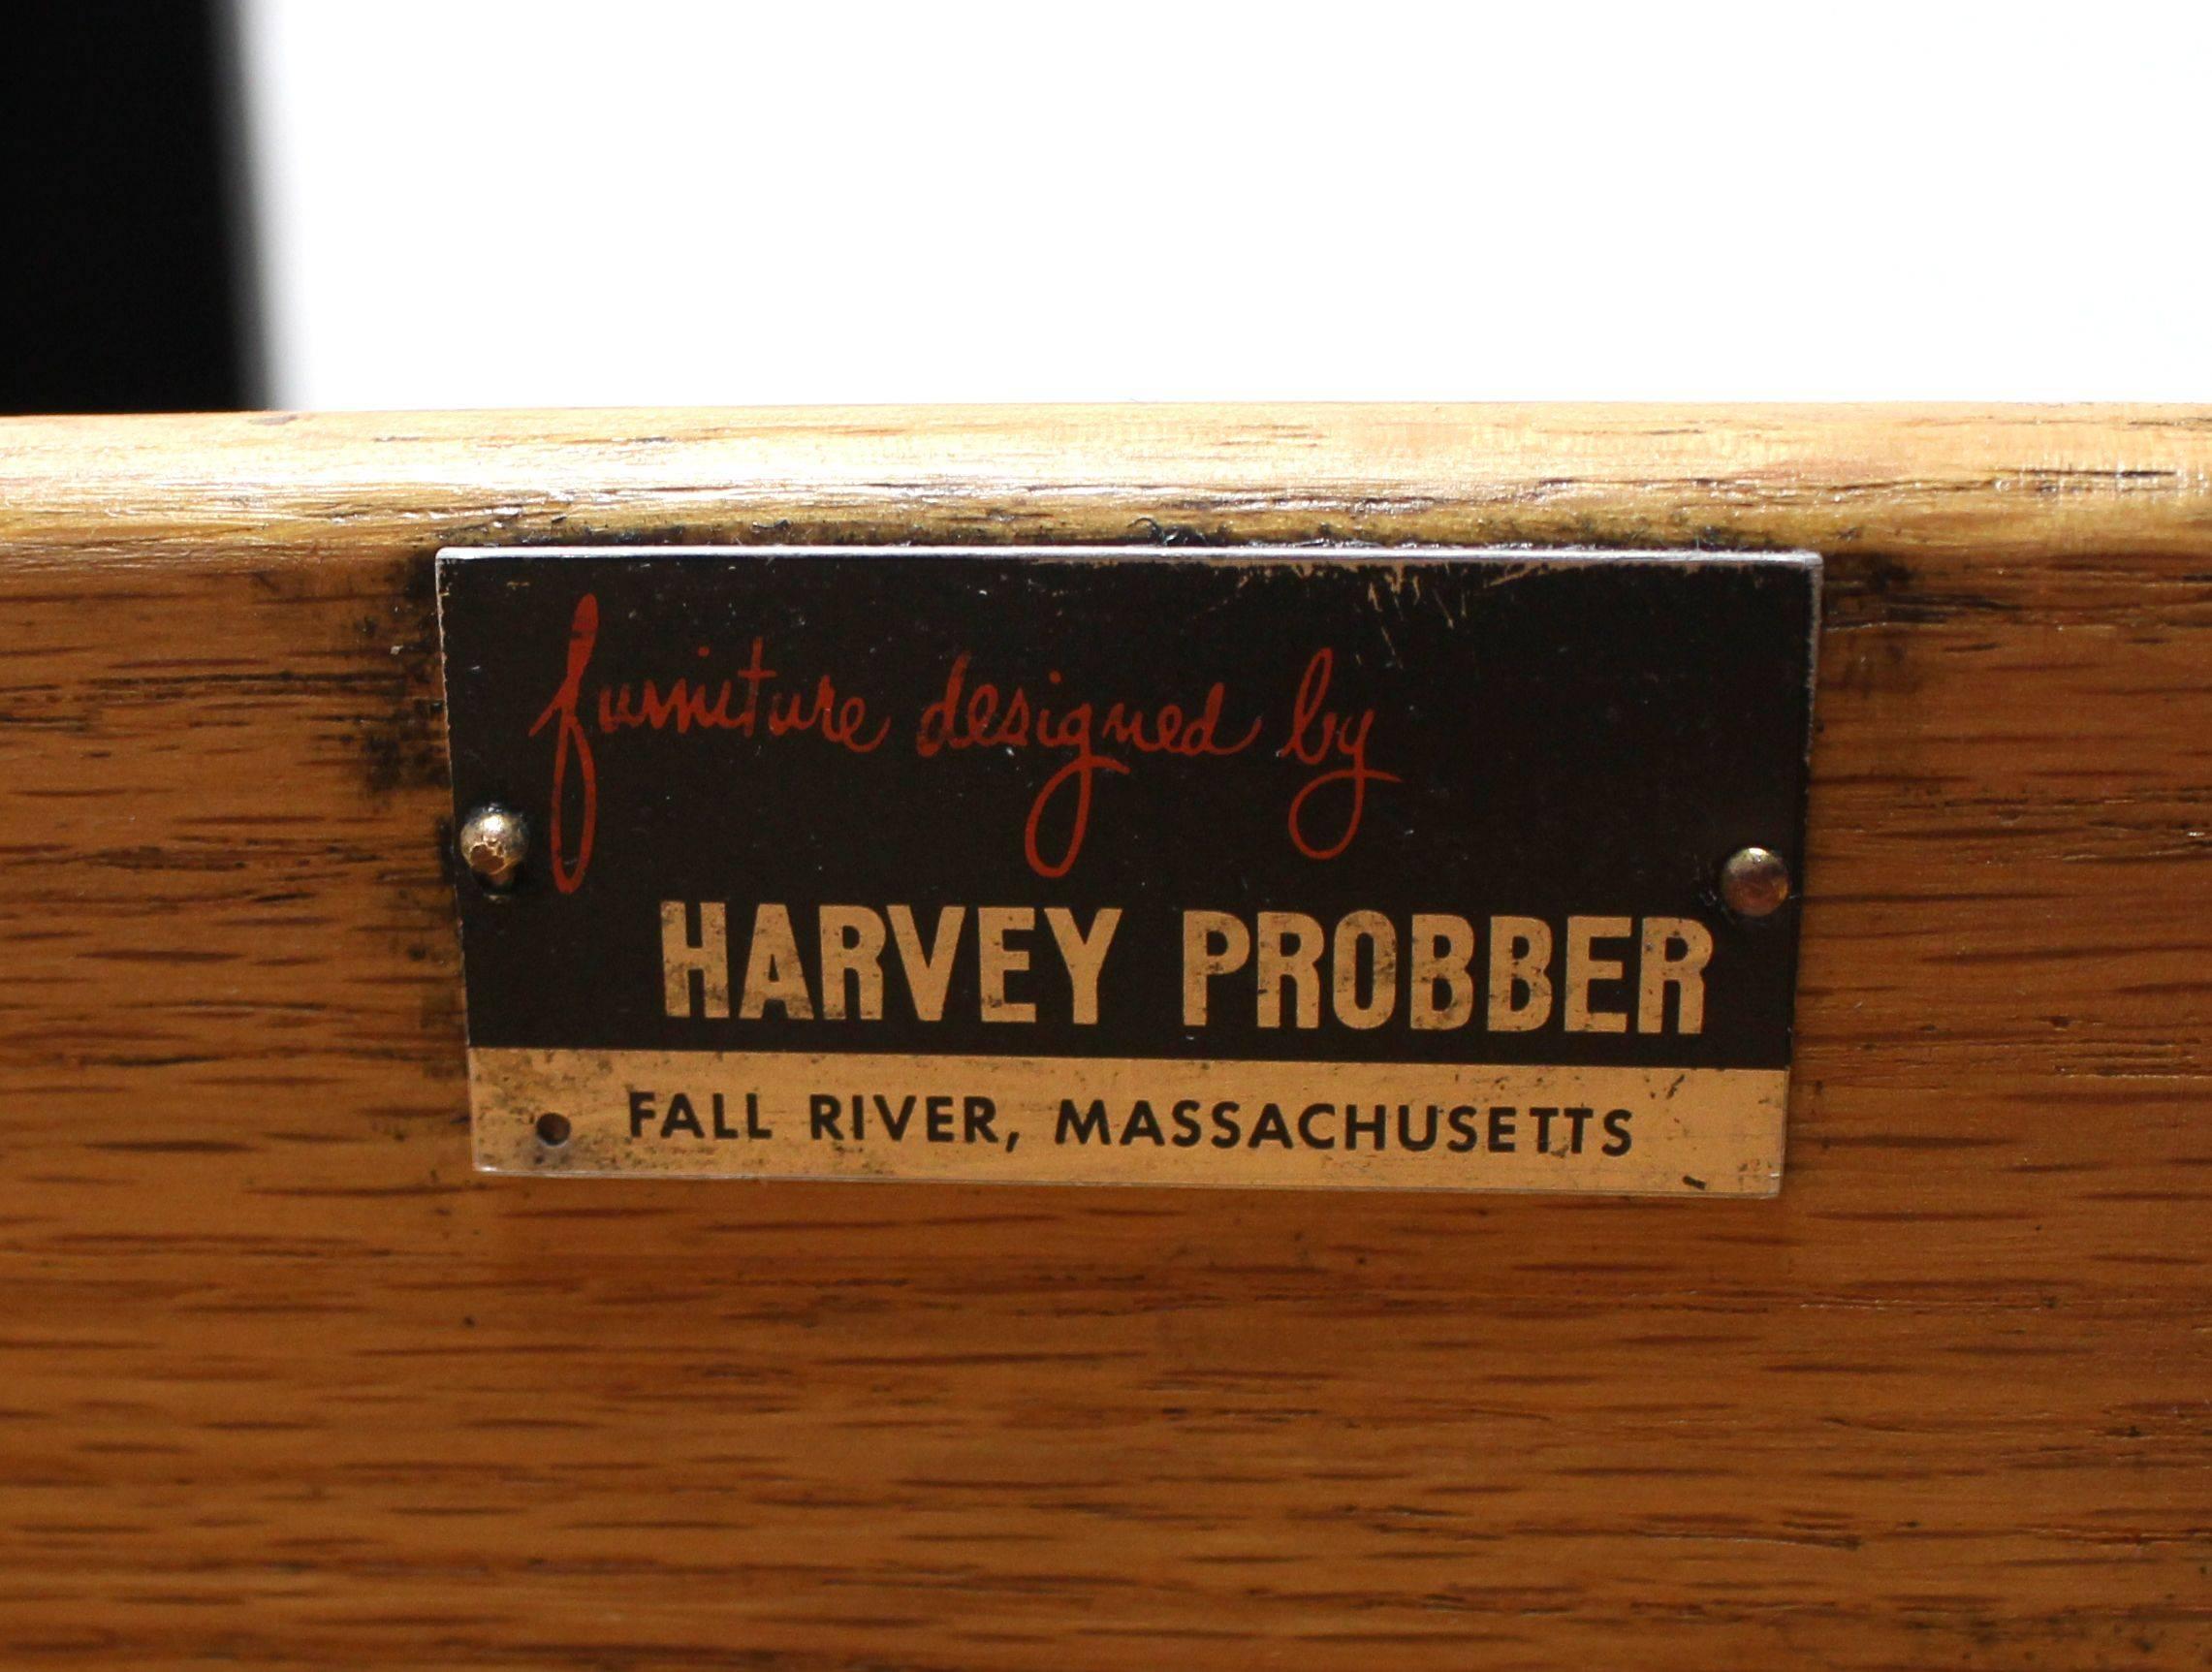 furniture designed by
HARVEY PROBBER
FALL RIVER, MASSACHUSETTS